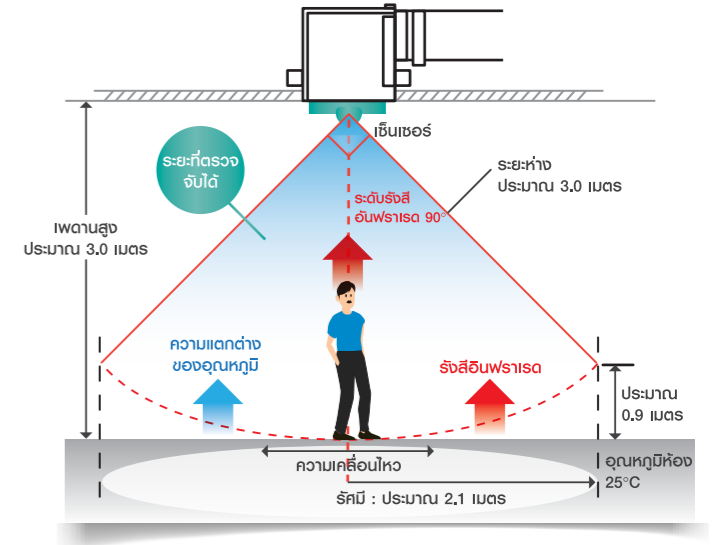 เซ็นเซอร์
ระยะที่ตรวจ
จับได้
ระยะห่าง
ประมาณ 3.0 เมตร
ระดับรังสี
อันฟราเรด 90°
เพดานสูง
ประมาณ 3.0 เมตร
ความแตกต่าง
ของอุณหภูมิ
รังสีอินฟราเรด
ประมาณ
0.9 เมตร
ความเคลื่อนไหว
อุณหภูมิห้อง
25°C
รัศมี : ประมาณ 2.1 เมตร